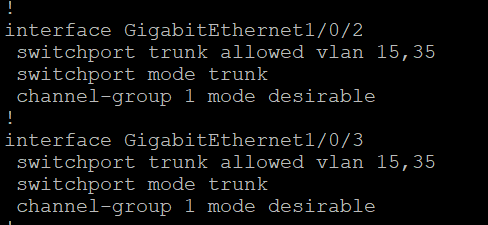 !
interface GigabitEthernet1/0/2
 switchport trunk allowed vlan 15,35
 switchport mode trunk
 channel-group 1 mode desirable
!
interface GigabitEthernet1/0/3
 switchport trunk allowed vlan 15,35
 switchport mode trunk
 channel-group 1 mode desirable
!